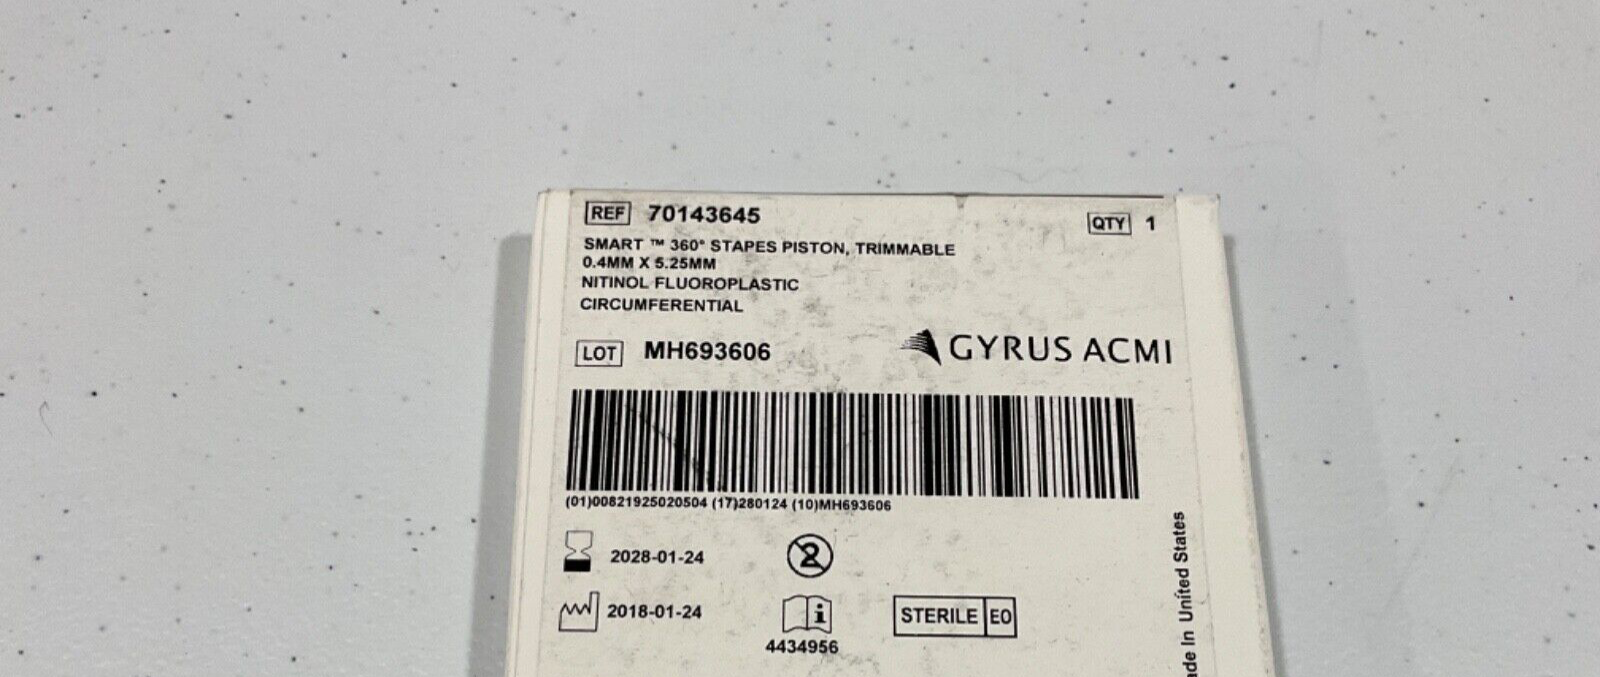 REF 70143645
QTY 1
SMART ™ 360° STAPES PISTON, TRIMMABLE
0.4MM X 5.25MM
NITINOL FLUOROPLASTIC
CIRCUMFERENTIAL
LOT MH693606
GYRUS ACMI
(01)00821925020504 (17)280124 (10)MH693606
2028-01-24
2
2018-01-24
i
STERILE EO
4434956
ade In United States